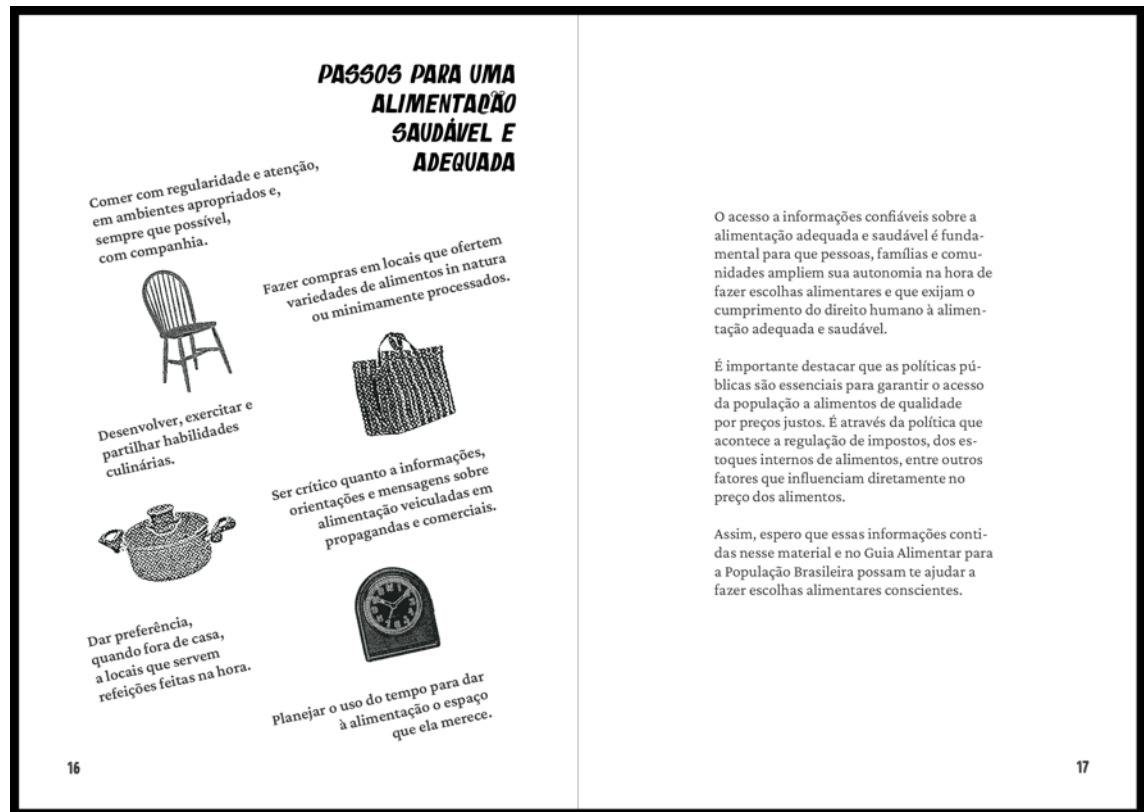 PASSOS PARA UMA
ALIMENTAÇÃO
SAUDÁVEL E
ADEQUADA
Comer com regularidade e atenção,
em ambientes apropriados e,
sempre que possível,
com companhia.
Fazer compras em locais que ofertem
variedades de alimentos in natura
ou minimamente processados.
Desenvolver, exercitar e
partilhar habilidades
culinárias.
Ser crítico quanto a informações,
orientações e mensagens sobre
alimentação veiculadas em
propagandas e comerciais.
Dar preferência,
quando fora de casa,
a locais que servem
refeições feitas na hora.
Planejar o uso do tempo para dar
à alimentação o espaço
que ela merece.
16
O acesso a informações confiáveis sobre a
alimentação adequada e saudável é funda-
mental para que pessoas, famílias e comu-
nidades ampliem sua autonomia na hora de
fazer escolhas alimentares e que exijam o
cumprimento do direito humano à alimen-
tação adequada e saudável.
É importante destacar que as políticas pú-
blicas são essenciais para garantir o acesso
da população a alimentos de qualidade
por preços justos. É através da política que
acontece a regulação de impostos, dos es-
toques internos de alimentos, entre outros
fatores que influenciam diretamente no
preço dos alimentos.
Assim, espero que essas informações conti-
das nesse material e no Guia Alimentar para
a População Brasileira possam te ajudar a
fazer escolhas alimentares conscientes.
17